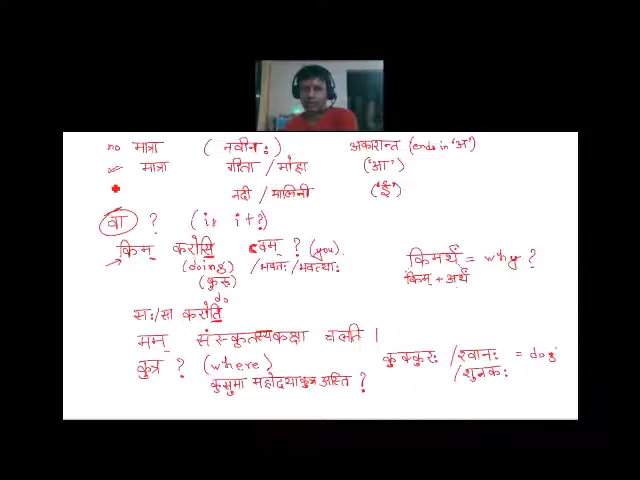 no मात्रा (नवीन:) अकारान्त (ends in 'अ')
मात्रा गीता / मोहा ('आ')
नदी / मालिनी ('ई')
वा ? (is it?)
किम् करोसि त्वम् ? (you). किमर्थं = why ?
(doing) / भवतः / भवत्याः किम् + अर्थं
(कुरू)
do
सः/सा करोति
मम् संस्कृतस्यकक्षा चलति ।
कुत्र ? (where) कुक्कुरः / श्वानः = dog
कुसुमा महोदयाकुत्र अस्ति ? / शुनकः